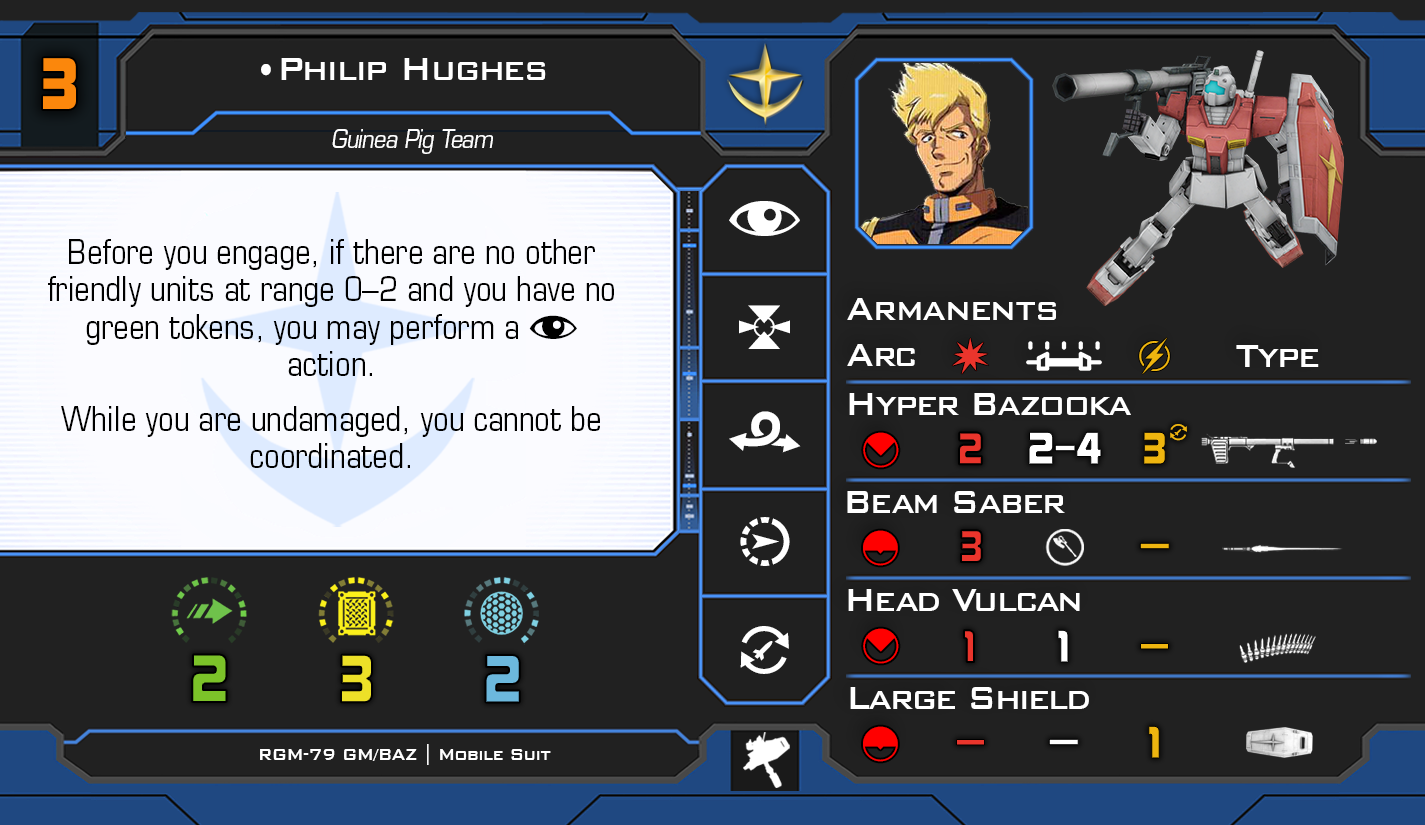 3
• Philip Hughes
Guinea Pig Team
Before you engage, if there are no other
friendly units at range 0–2 and you have no
green tokens, you may perform a
action.
While you are undamaged, you cannot be
coordinated.
2 3 2
RGM-79 GM/BAZ | Mobile Suit
Armanents
Arc Type
Hyper Bazooka
2 2–4 3
Beam Saber
3 –
Head Vulcan
1 1 –
Large Shield
– – 1